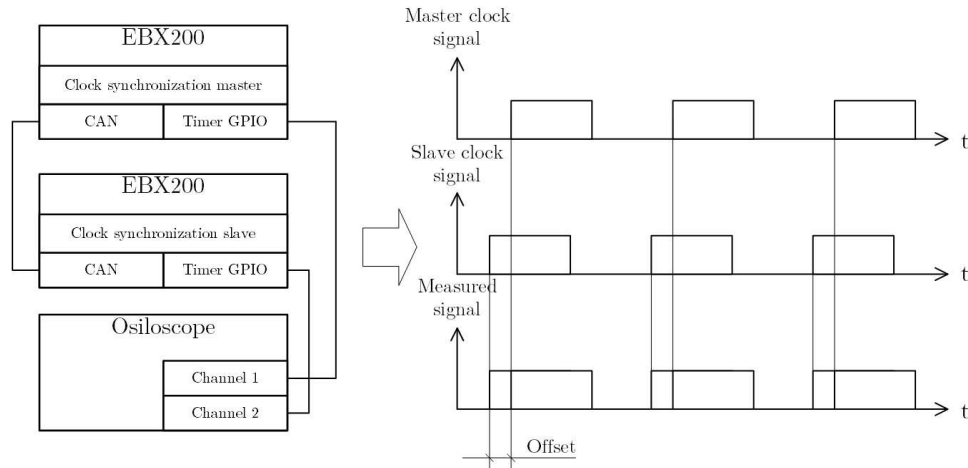 EBX200
Clock synchronization master
CAN
Timer GPIO
EBX200
Clock synchronization slave
CAN
Timer GPIO
Osiloscope
Channel 1
Channel 2
Master clock
signal
t
Slave clock
signal
t
Measured
signal
t
Offset